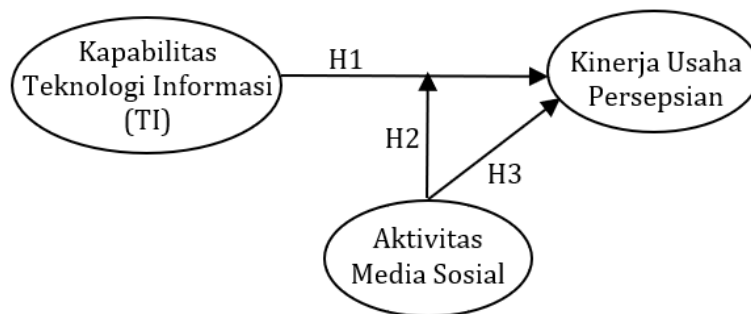 Kapabilitas
Teknologi Informasi
(TI)
H1
Kinerja Usaha
Persepsian
H2
H3
Aktivitas
Media Sosial